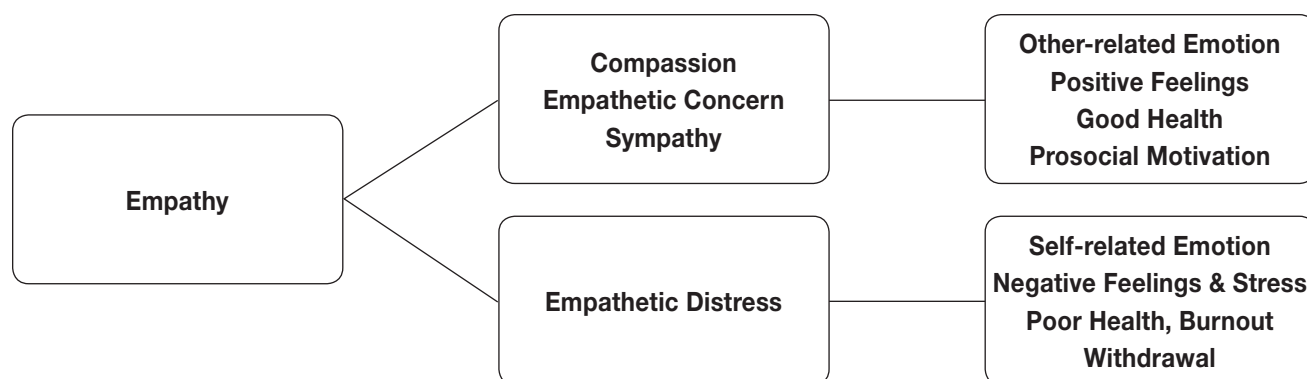 Empathy
Compassion
Empathetic Concern
Sympathy
Other-related Emotion
Positive Feelings
Good Health
Prosocial Motivation
Empathetic Distress
Self-related Emotion
Negative Feelings & Stress
Poor Health, Burnout
Withdrawal